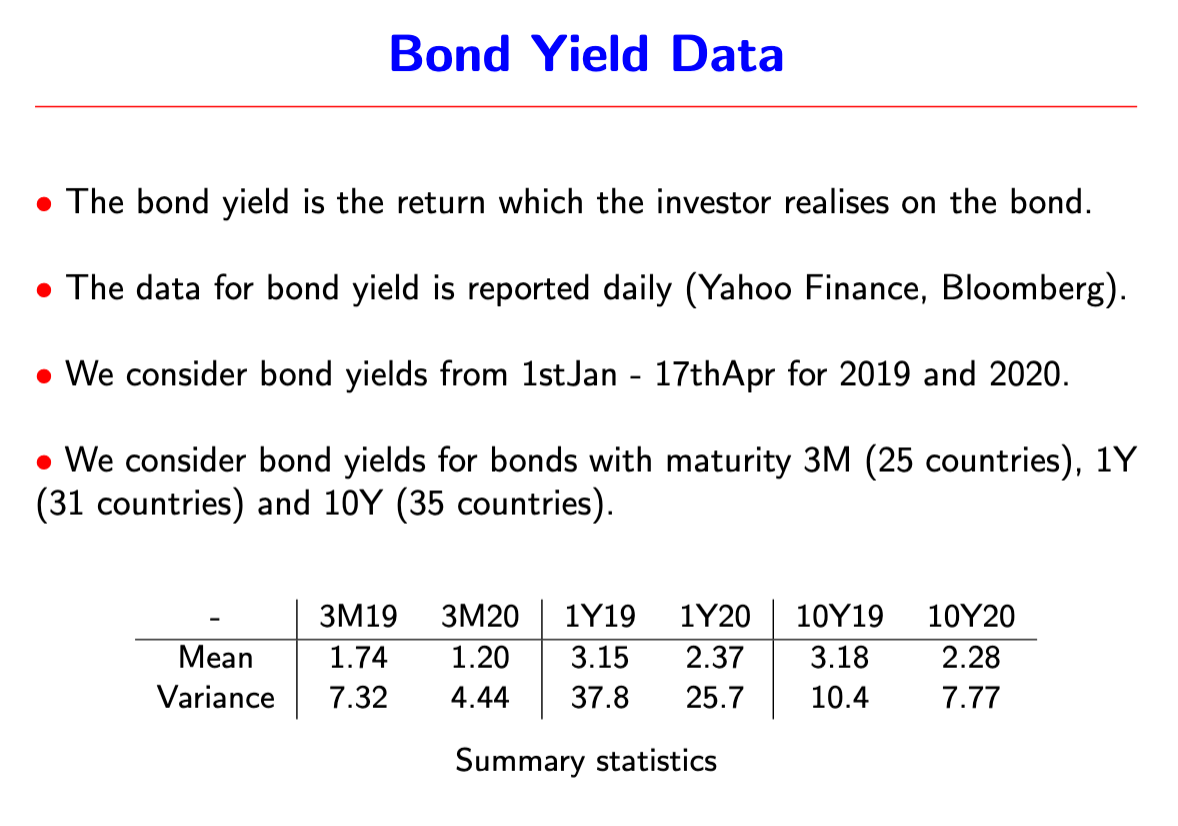 Bond Yield Data
• The bond yield is the return which the investor realises on the bond.
• The data for bond yield is reported daily (Yahoo Finance, Bloomberg).
• We consider bond yields from 1stJan - 17thApr for 2019 and 2020.
• We consider bond yields for bonds with maturity 3M (25 countries), 1Y
(31 countries) and 10Y (35 countries).
- 3M19 3M20 1Y19 1Y20 10Y19 10Y20
Mean 1.74 1.20 3.15 2.37 3.18 2.28
Variance 7.32 4.44 37.8 25.7 10.4 7.77
Summary statistics